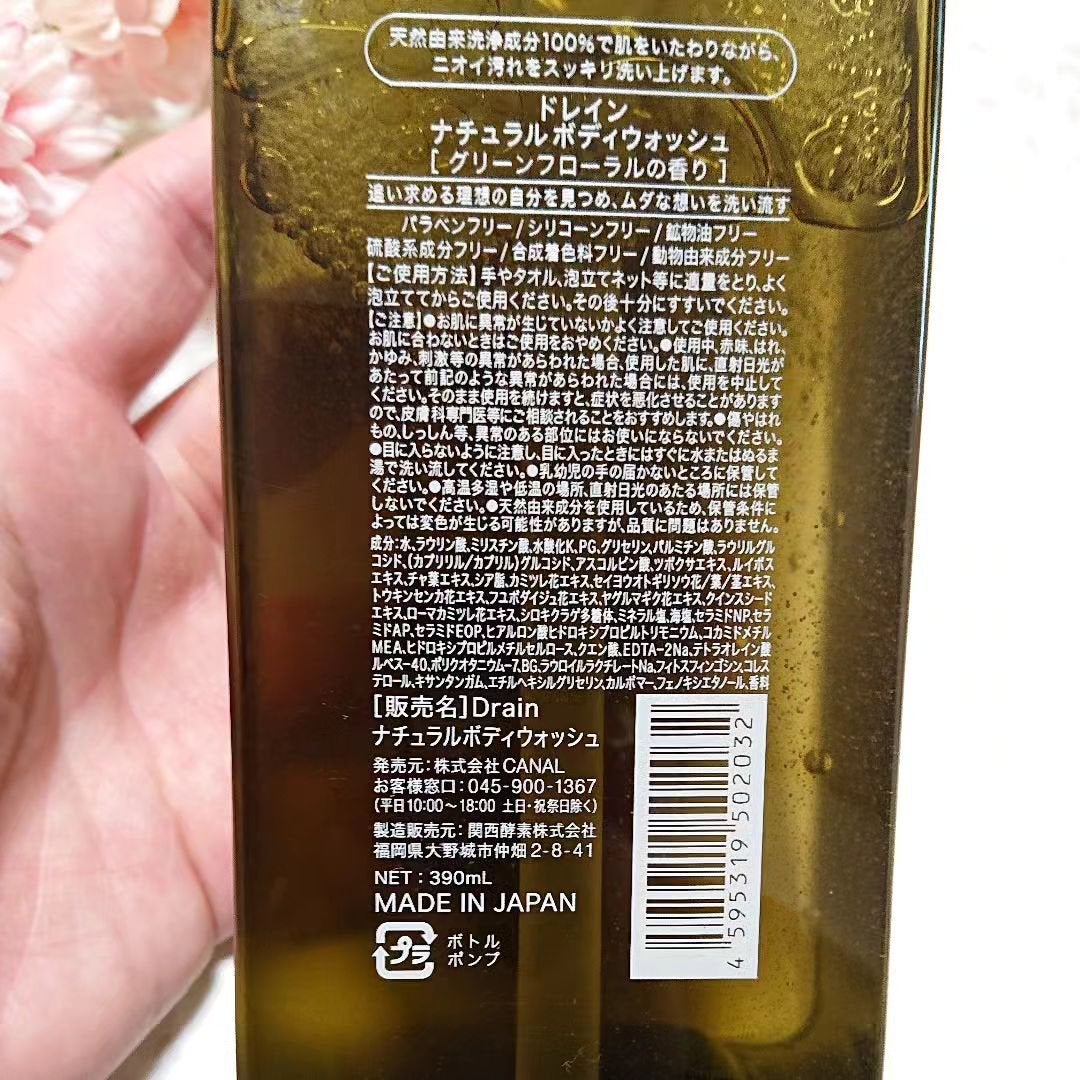 天然由来洗浄成分100%で肌をいたわりながら、
ニオイ汚れをスッキリ洗い上げます。
ドレイン
ナチュラル ボディウォッシュ
[ グリーンフローラルの香り ]
追い求める理想の自分を見つめ、ムダな想いを洗い流す
パラベンフリー / シリコーンフリー / 鉱物油フリー
硫酸系成分フリー / 合成着色料フリー / 動物由来成分フリー
【ご使用方法】手やタオル、泡立てネット等に適量をとり、よく
泡立ててからご使用ください。その後十分にすすいでください。
【ご注意】●お肌に異常が生じていないかよく注意してご使用ください。
お肌に合わないときはご使用をおやめください。●使用中、赤味、はれ、
かゆみ、刺激等の異常があらわれた場合、使用した肌に、直射日光が
あたって前記のような異常があらわれた場合には、使用を中止して
ください。そのまま使用を続けますと、症状を悪化させることがあります
ので、皮膚科専門医等にご相談されることをおすすめします。●傷やはれ
もの、しっしん等、異常のある部位にはお使いにならないでください。
●目に入らないように注意し、目に入ったときにはすぐに水またはぬるま
湯で洗い流してください。●乳幼児の手の届かないところに保管して
ください。●高温多湿や低温の場所、直射日光のあたる場所には保管
しないでください。●天然由来成分を使用しているため、保管条件に
よっては変色が生じる可能性がありますが、品質に問題はありません。
成分:水、ラウリン酸、ミリスチン酸、水酸化K、PG、グリセリン、パルミチン酸、ラウリルグル
コシド、(カプリリル/カプリル)グルコシド、アスコルビン酸、ツボクサエキス、ルイボス
エキス、チャ葉エキス、シア脂、カミツレ花エキス、セイヨウオトギリソウ花/葉/茎エキス、
トウキンセンカ花エキス、フユボダイジュ花エキス、ヤグルマギク花エキス、クインスシード
エキス、ローマカミツレ花エキス、シロキクラゲ多糖体、ミネラル塩、海塩、セラミドNP、セラ
ミドAP、セラミドEOP、ヒアルロン酸ヒドロキシプロピルトリモニウム、コカミドメチル
MEA、ヒドロキシプロピルメチルセルロース、クエン酸、EDTA-2Na、テトラオレイン酸
ルベス-40、ポリクオタニウム-7、BG、ラウロイルラクチレートNa、フィトスフィンゴシン、コレス
テロール、キサンタンガム、エチルヘキシルグリセリン、カルボマー、フェノキシエタノール、香料
[販売名]Drain
ナチュラルボディウォッシュ
発売元:株式会社CANAL
お客様窓口:045-900-1367
(平日10:00〜18:00 土日・祝祭日除く)
製造販売元:関西酵素株式会社
福岡県大野城市仲畑2-8-41
NET:390mL
MADE IN JAPAN
プラ
ボトル
ポンプ
4 595319 502032